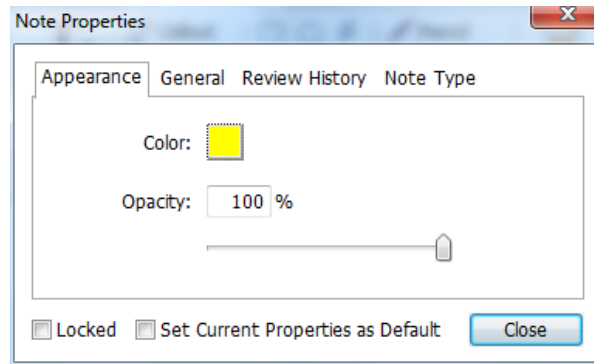 Note Properties
Appearance General Review History Note Type
Color:
Opacity: 100 %
Locked Set Current Properties as Default Close